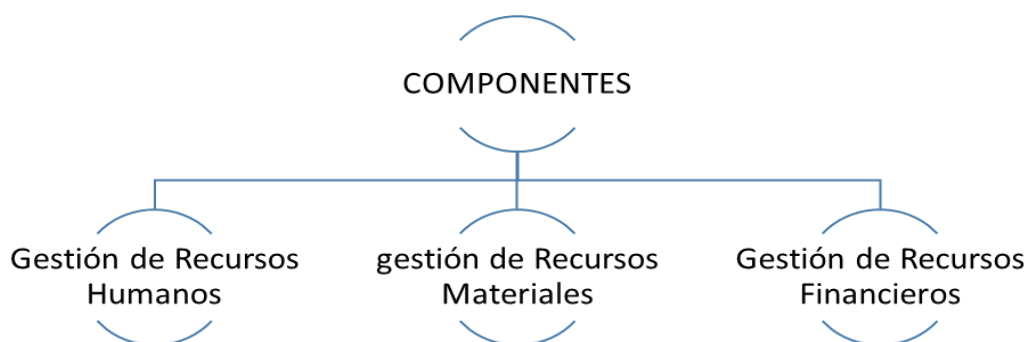 COMPONENTES
Gestión de Recursos
Humanos
gestión de Recursos
Materiales
Gestión de Recursos
Financieros